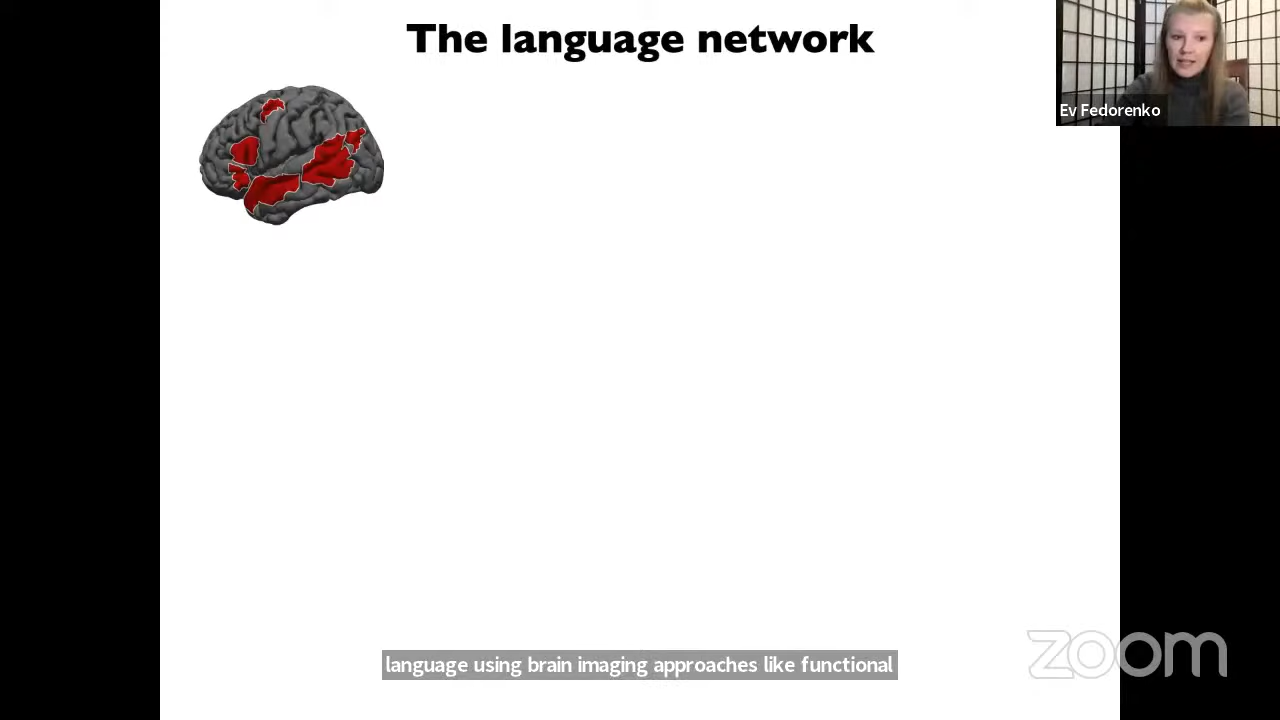 The language network
Ev Fedorenko
language using brain imaging approaches like functional
zoom